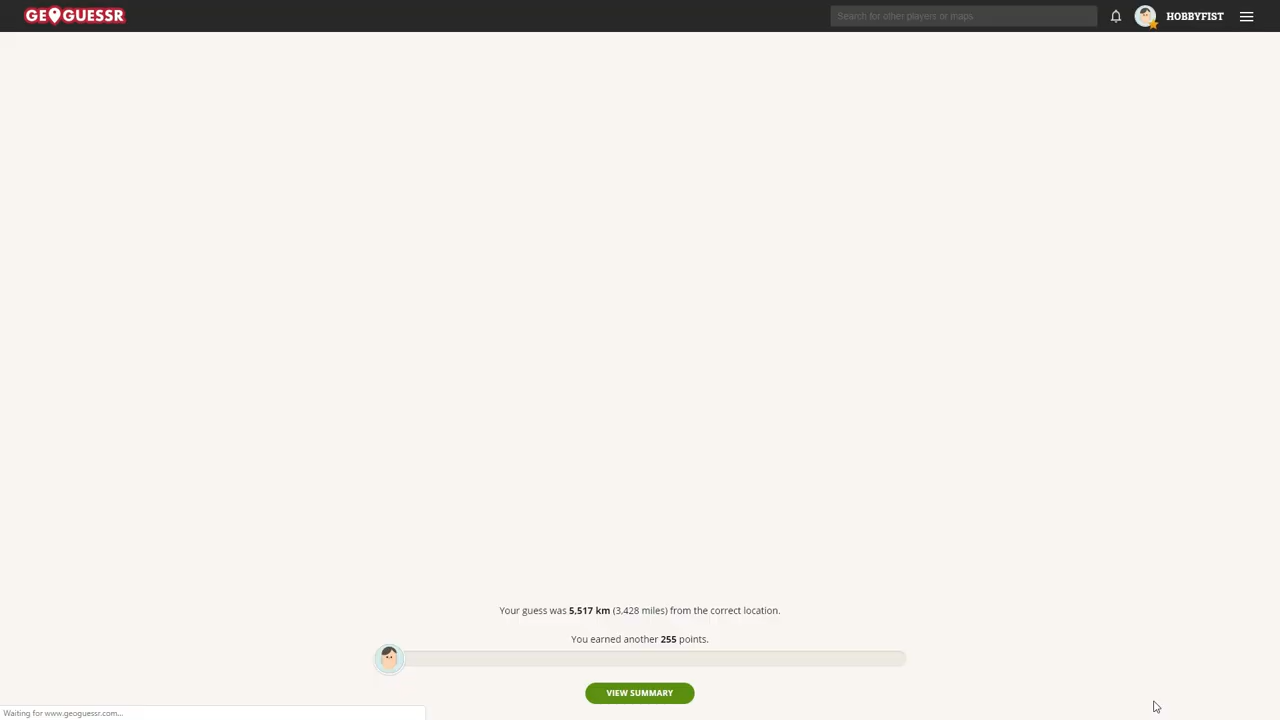 GEOGUESSR
Search for other players or maps
HOBBYFIST
Your guess was 5,517 km (3,428 miles) from the correct location.
You earned another 255 points.
VIEW SUMMARY
Waiting for www.geoguessr.com...